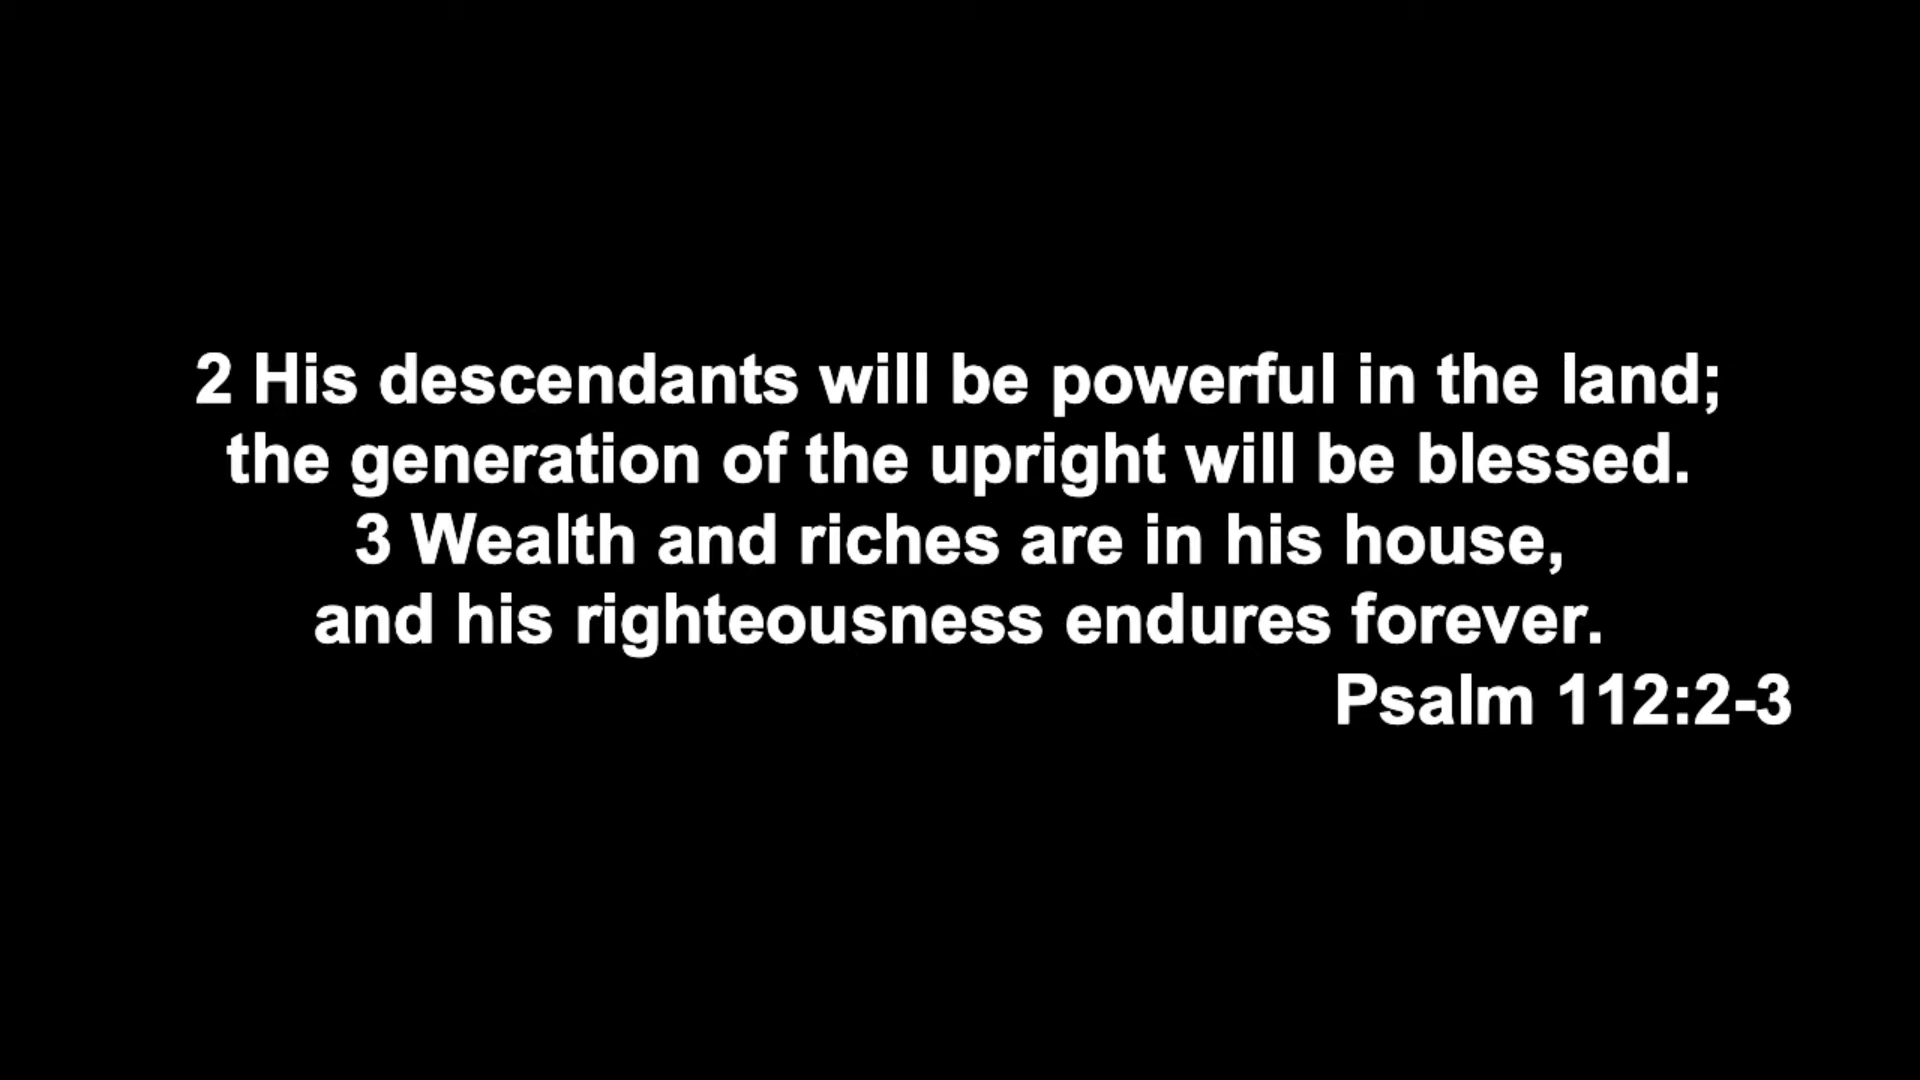 2 His descendants will be powerful in the land;
the generation of the upright will be blessed.
3 Wealth and riches are in his house,
and his righteousness endures forever.
Psalm 112:2-3